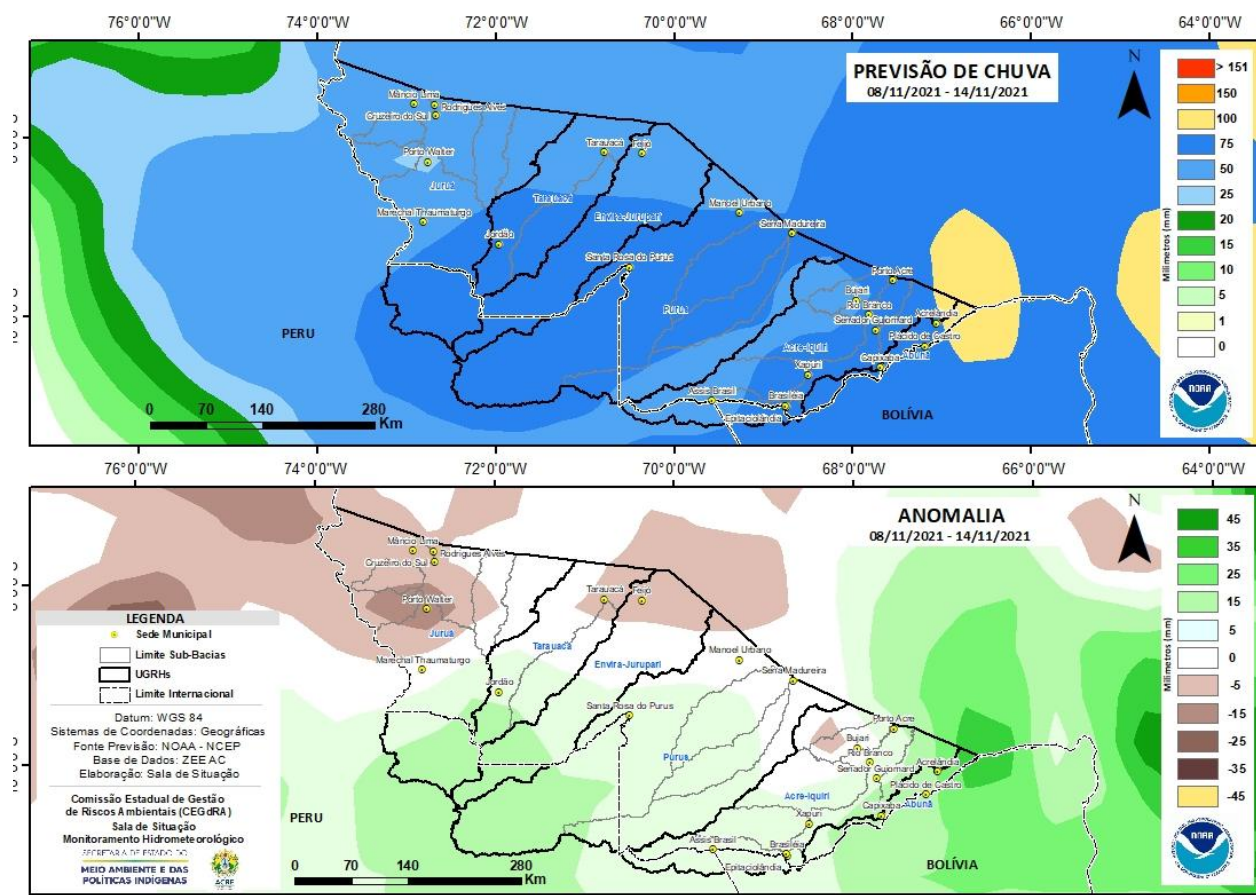 76°0'0"W 74°0'0"W 72°0'0"W 70°0'0"W 68°0'0"W 66°0'0"W 64°0'0"W
PREVISÃO DE CHUVA
08/11/2021 - 14/11/2021
N
Milímetros (mm)
> 151
150
100
75
50
25
20
15
10
5
1
0
NOAA
Mâncio Lima
Rodrigues Alves
Cruzeiro do Sul
Porto Walter
Juruá
Marechal Thaumaturgo
Tarauacá
Feijó
Tarauacá
Envira-Jurupari
Jordão
Manoel Urbano
Sena Madureira
Santa Rosa do Purus
Purus
Porto Acre
Bujari
Rio Branco
Senador Guiomard
Acrelândia
Plácido de Castro
Acre-Iquiri
Abunã
Capixaba
Xapuri
Assis Brasil
Brasiléia
Epitaciolândia
PERU
BOLÍVIA
0 70 140 280
Km
76°0'0"W 74°0'0"W 72°0'0"W 70°0'0"W 68°0'0"W 66°0'0"W 64°0'0"W
ANOMALIA
08/11/2021 - 14/11/2021
N
Milímetros (mm)
45
35
25
15
5
0
-5
-15
-25
-35
-45
NOAA
Mâncio Lima
Rodrigues Alves
Cruzeiro do Sul
Porto Walter
Juruá
Marechal Thaumaturgo
Tarauacá
Feijó
Tarauacá
Envira-Jurupari
Jordão
Manoel Urbano
Sena Madureira
Santa Rosa do Purus
Purus
Porto Acre
Bujari
Rio Branco
Senador Guiomard
Acrelândia
Plácido de Castro
Acre-Iquiri
Abunã
Capixaba
Xapuri
Assis Brasil
Brasiléia
Epitaciolândia
PERU
BOLÍVIA
0 70 140 280
Km
LEGENDA
Sede Municipal
Limite Sub-Bacias
UGRHs
Limite Internacional
Datum: WGS 84
Sistemas de Coordenadas: Geográficas
Fonte Previsão: NOAA - NCEP
Base de Dados: ZEE AC
Elaboração: Sala de Situação
Comissão Estadual de Gestão
de Riscos Ambientais (CEGdRA)
Sala de Situação
Monitoramento Hidrometeorológico
SECRETARIA DE ESTADO DO
MEIO AMBIENTE E DAS
POLÍTICAS INDÍGENAS
ACRE